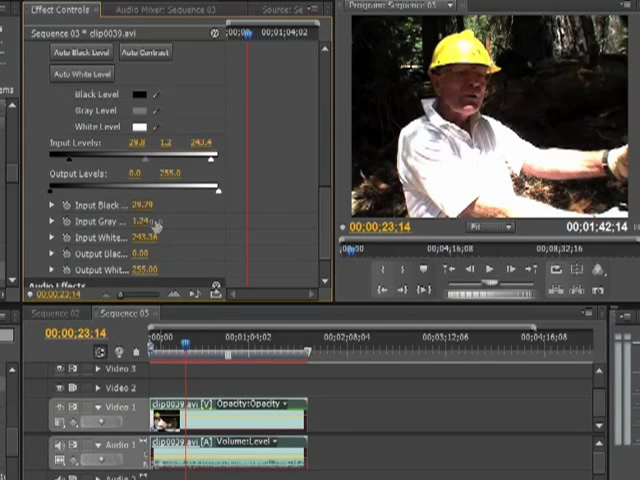 Effect Controls
Audio Mixer: Sequence 03
Source: Se
Program: Sequence 03
Sequence 03 * clip0039.avi
;00;00
00;01;04;02
Auto Black Level
Auto Contrast
Auto White Level
Black Level
Gray Level
White Level
Input Levels:
29.8
1.2
243.4
Output Levels:
0.0
255.0
Input Black ...
29.79
Input Gray ...
1.24
Input White...
243.36
Output Blac...
0.00
Output Whit...
255.00
Audio Effects
00;00;23;14
00;00;23;14
Fit
00;01;42;14
00;04;16;08
00;08;32;16
Sequence 02
Sequence 03
00;00;23;14
;00;00
00;01;04;02
00;02;08;04
00;03;12;06
00;04;16;08
Video 3
Video 2
Video 1
clip0039.avi [V] Opacity:Opacity
Audio 1
clip0039.avi [A] Volume:Level